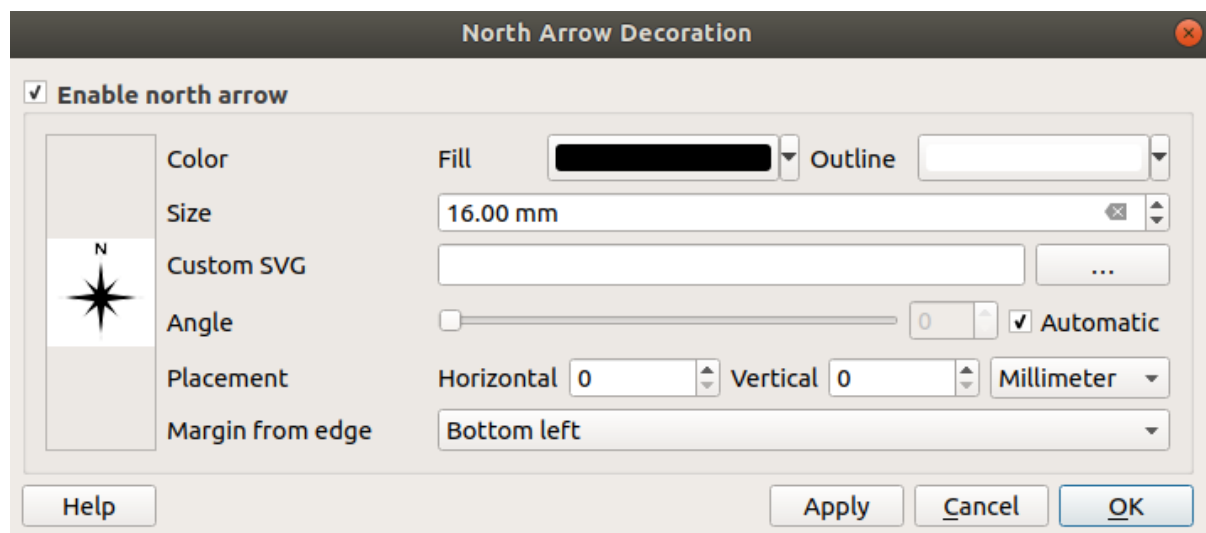 North Arrow Decoration
Enable north arrow
Color Fill Outline
Size 16.00 mm
N
Custom SVG ...
Angle 0 Automatic
Placement Horizontal 0 Vertical 0 Millimeter
Margin from edge Bottom left
Help Apply Cancel OK